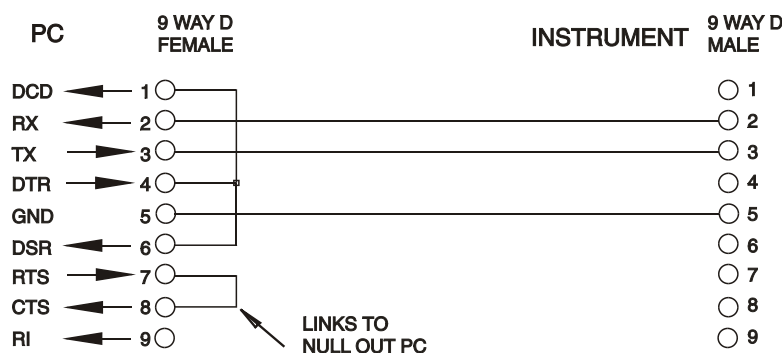 PC
9 WAY D
FEMALE
INSTRUMENT
9 WAY D
MALE
DCD 1 1
RX 2 2
TX 3 3
DTR 4 4
GND 5 5
DSR 6 6
RTS 7 7
CTS 8 8
RI 9 9
LINKS TO
NULL OUT PC